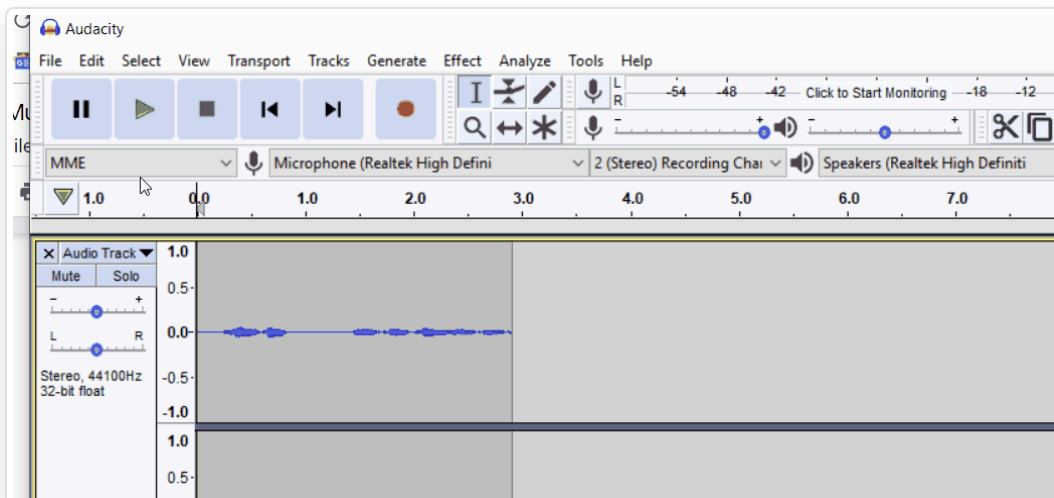 Audacity
File Edit Select View Transport Tracks Generate Effect Analyze Tools Help
L
R
-54 -48 -42 Click to Start Monitoring -18 -12
- + - +
MME Microphone (Realtek High Defini 2 (Stereo) Recording Chai Speakers (Realtek High Definiti
1.0 0.0 1.0 2.0 3.0 4.0 5.0 6.0 7.0
Audio Track 1.0
Mute Solo
0.5
- +
L R
0.0
Stereo, 44100Hz
32-bit float
-0.5
-1.0
1.0
0.5